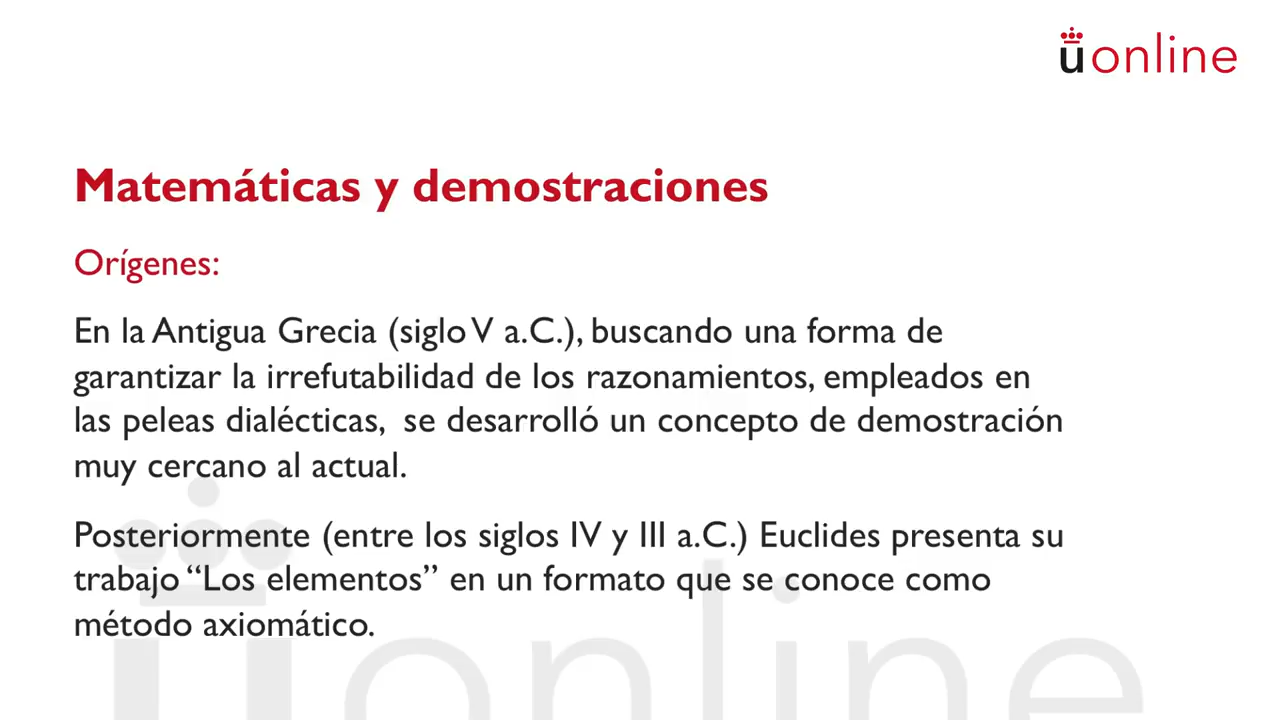 uonline
Matemáticas y demostraciones
Orígenes:
En la Antigua Grecia (siglo V a.C.), buscando una forma de
garantizar la irrefutabilidad de los razonamientos, empleados en
las peleas dialécticas, se desarrolló un concepto de demostración
muy cercano al actual.
Posteriormente (entre los siglos IV y III a.C.) Euclides presenta su
trabajo “Los elementos” en un formato que se conoce como
método axiomático.
uonline